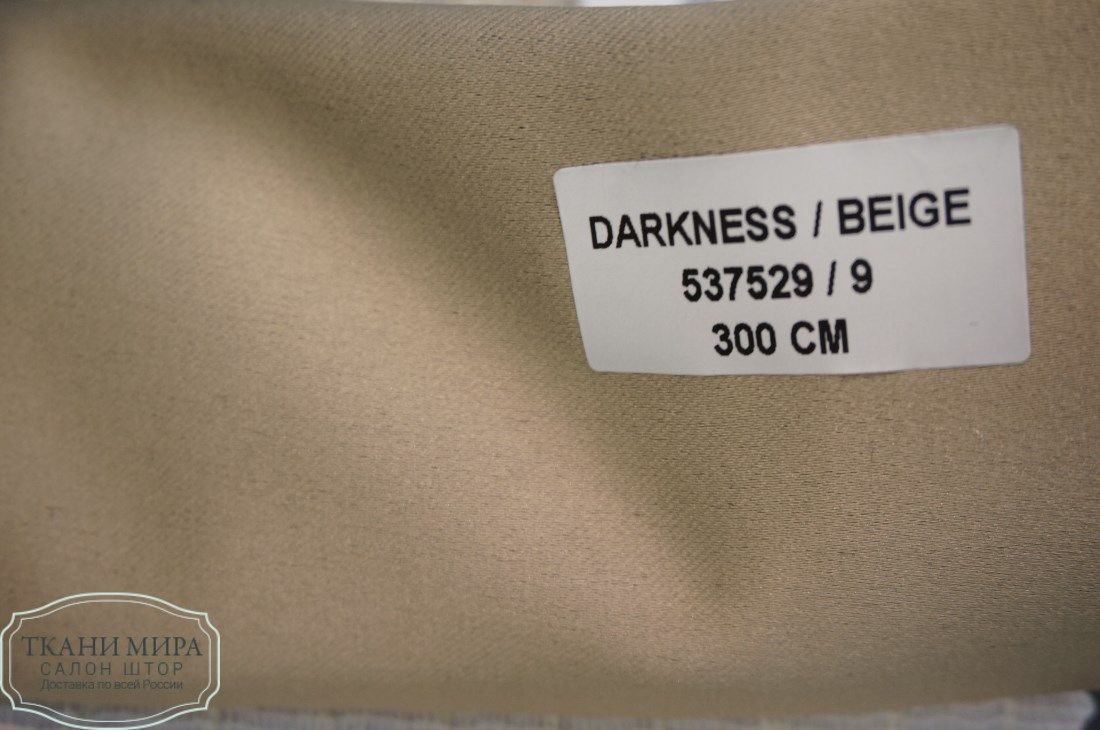 DARKNESS / BEIGE
537529 / 9
300 CM
ТКАНИ МИРА
САЛОН ШТОР
Доставка по всей России